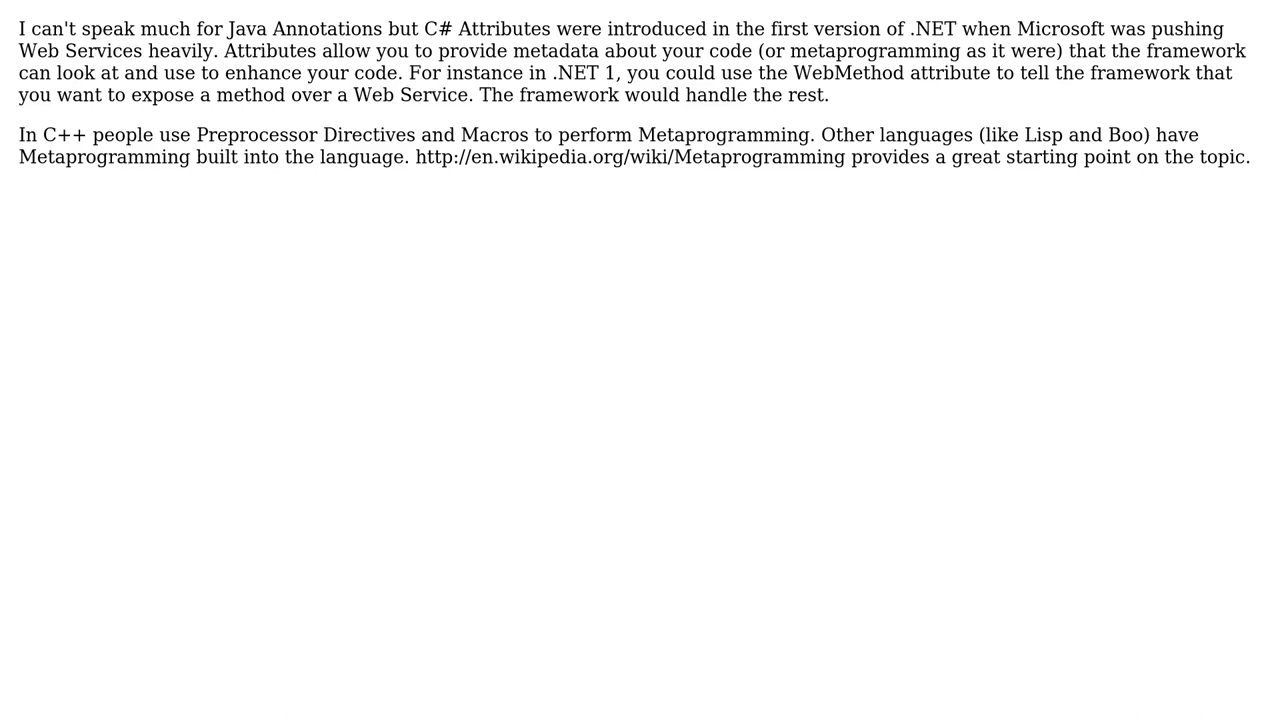 I can't speak much for Java Annotations but C# Attributes were introduced in the first version of .NET when Microsoft was pushing
Web Services heavily. Attributes allow you to provide metadata about your code (or metaprogramming as it were) that the framework
can look at and use to enhance your code. For instance in .NET 1, you could use the WebMethod attribute to tell the framework that
you want to expose a method over a Web Service. The framework would handle the rest.
In C++ people use Preprocessor Directives and Macros to perform Metaprogramming. Other languages (like Lisp and Boo) have
Metaprogramming built into the language. http://en.wikipedia.org/wiki/Metaprogramming provides a great starting point on the topic.